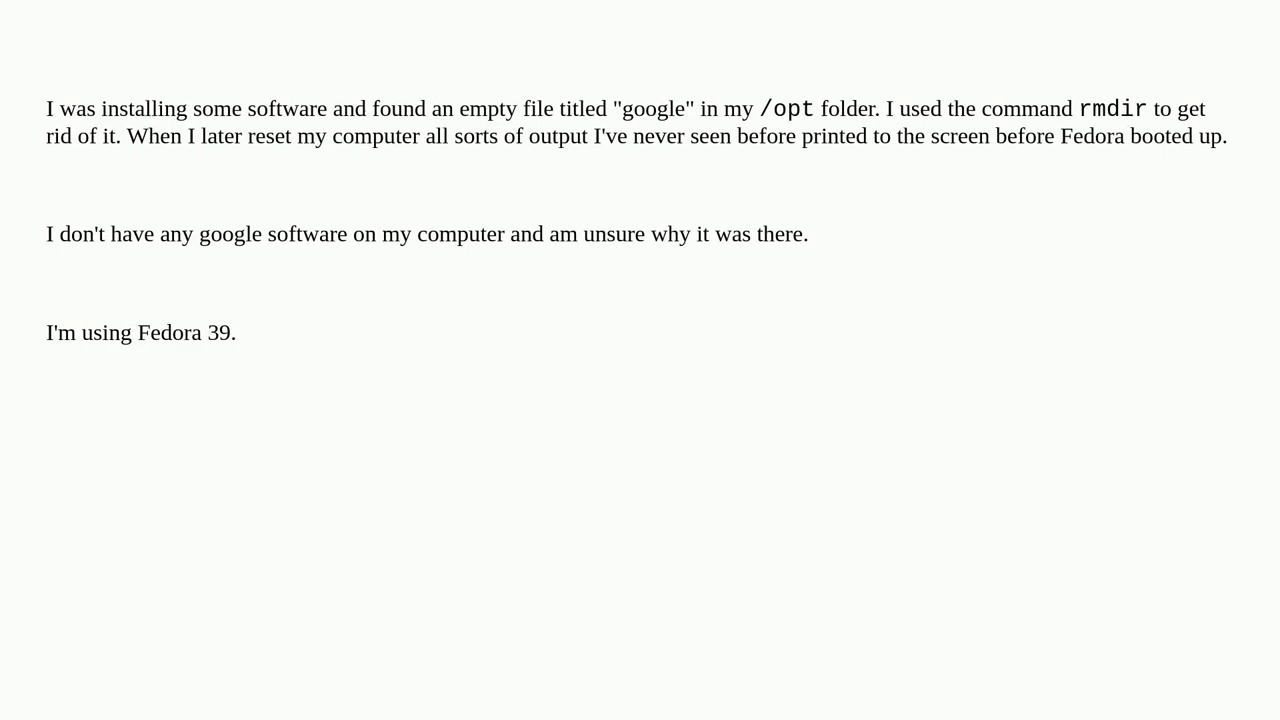 I was installing some software and found an empty file titled "google" in my /opt folder. I used the command rmdir to get
rid of it. When I later reset my computer all sorts of output I've never seen before printed to the screen before Fedora booted up.
I don't have any google software on my computer and am unsure why it was there.
I'm using Fedora 39.